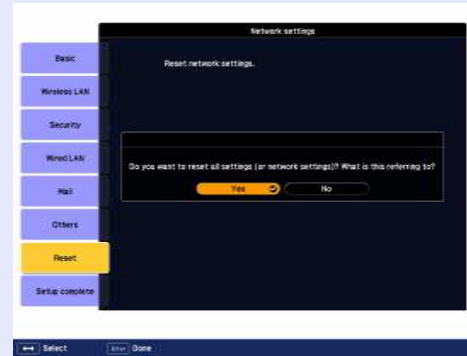 Network settings
Basic
Reset network settings.
Wireless LAN
Security
Wired LAN
Do you want to reset all settings (or network settings)? What is this referring to?
Yes
No
Mail
Others
Reset
Setup complete
Select
Enter Done